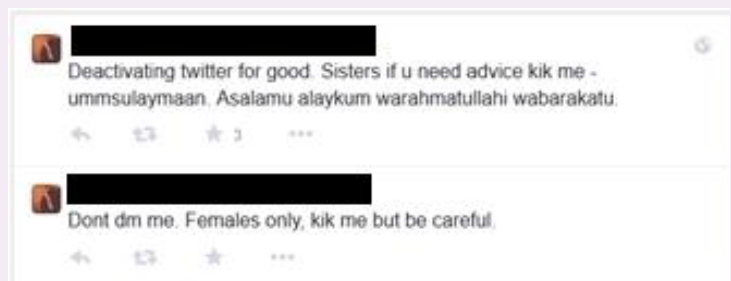 Deactivating twitter for good. Sisters if u need advice kik me -
ummsulaymaan. Asalamu alaykum warahmatullahi wabarakatu.
3
Dont dm me. Females only, kik me but be careful.